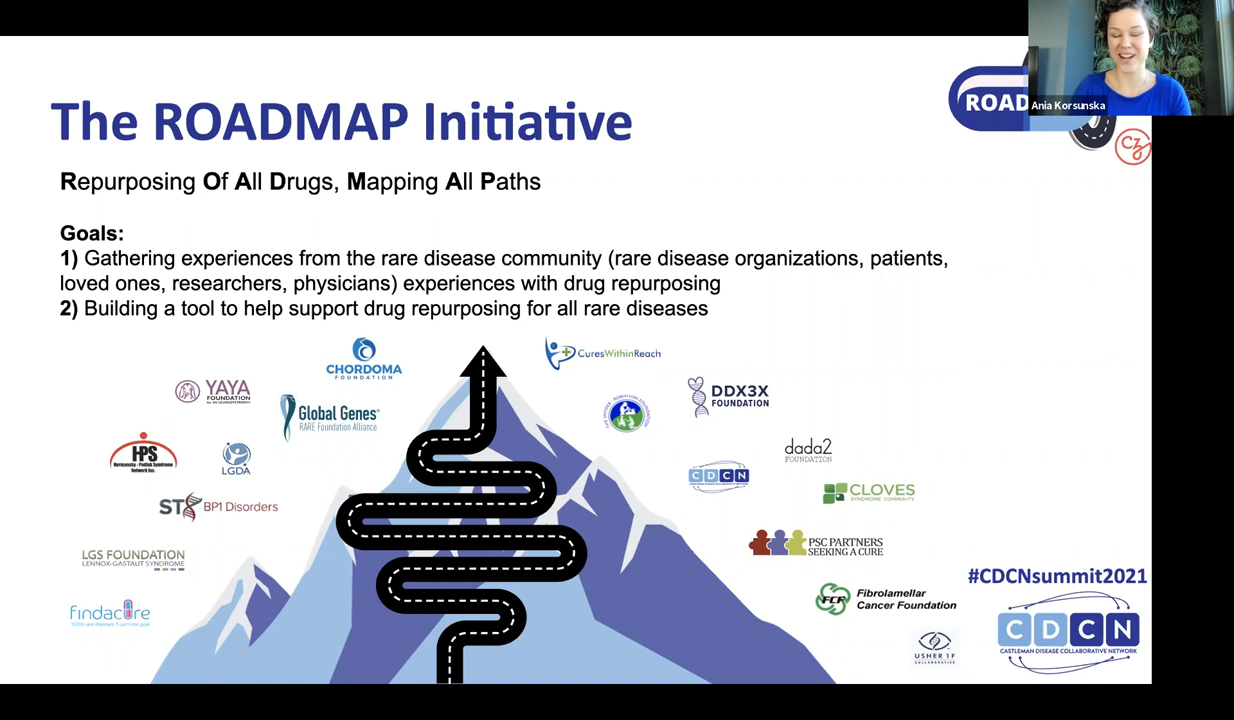 ROAD
Ania Korsunska
The ROADMAP Initiative
cz
Repurposing Of All Drugs, Mapping All Paths
Goals:
1) Gathering experiences from the rare disease community (rare disease organizations, patients,
loved ones, researchers, physicians) experiences with drug repurposing
2) Building a tool to help support drug repurposing for all rare diseases
CHORDOMA
FOUNDATION
CuresWithinReach
YAYA
FOUNDATION
Global Genes®
RARE Foundation Alliance
DDX3X
FOUNDATION
HPS
Hermansky-Pudlak Syndrome
Network Inc.
LGDA
dada2
FOUNDATION
CDCN
CLOVES
SYNDROME COMMUNITY
BP1 Disorders
PSC PARTNERS
SEEKING A CURE
LGS FOUNDATION
LENNOX-GASTAUT SYNDROME
#CDCNsummit2021
findacure
FCF
Fibrolamellar
Cancer Foundation
USHER 1F
COLLABORATIVE
CDCN
CASTLEMAN DISEASE COLLABORATIVE NETWORK